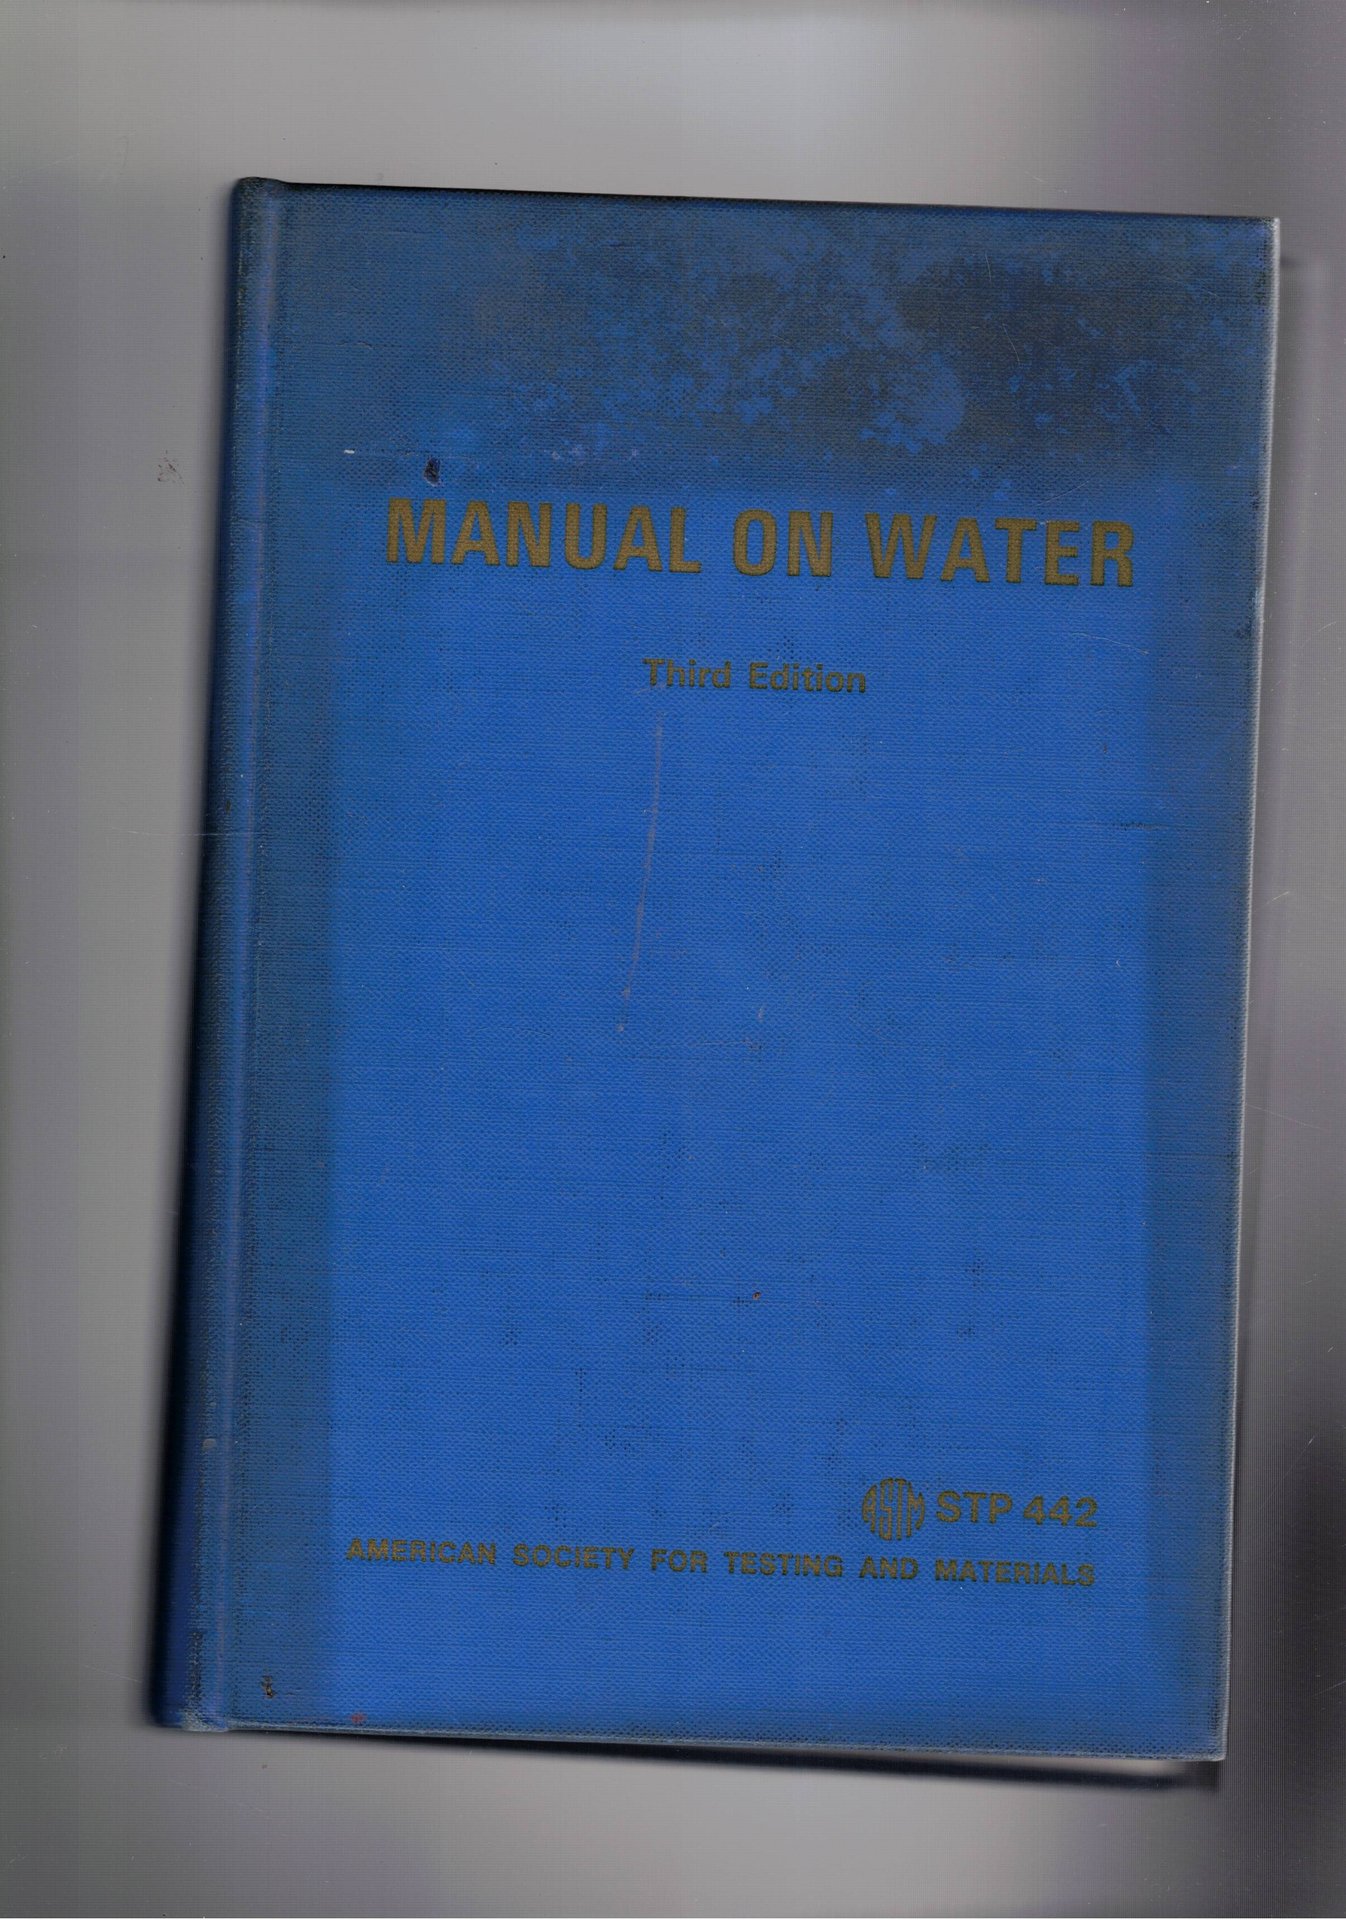 MANUAL ON WATER
Third Edition
ASTM STP 442
AMERICAN SOCIETY FOR TESTING AND MATERIALS